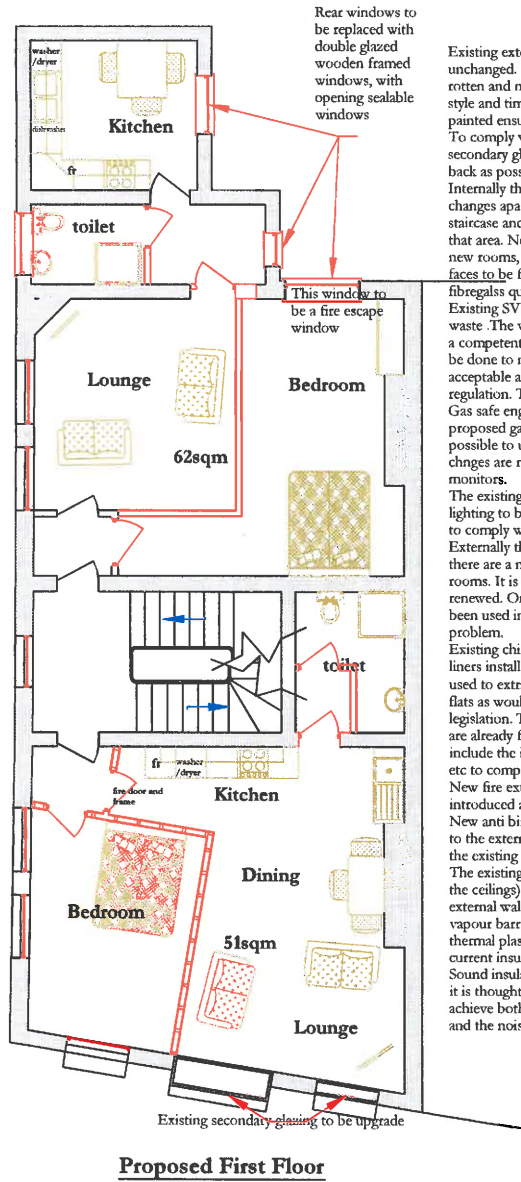 Rear windows to
be replaced with
double glazed
wooden framed
windows, with
opening sealable
windows
washer
/dryer
dishwasher
Kitchen
fr
toilet
This window to
be a fire escape
window
Lounge
Bedroom
62sqm
toilet
fr
washer
/dryer
Kitchen
fire door and
frame
Dining
Bedroom
51sqm
Lounge
Existing secondary glazing to be upgrade
Proposed First Floor
Existing exte
unchanged.
rotten and n
style and tim
painted ensu
To comply v
secondary gl
back as poss
Internally th
changes apa
staircase and
that area. Nu
new rooms,
faces to be f
fibregalss qu
Existing SV
waste .The v
a competent
be done to r
acceptable a
regulation. T
Gas safe eng
proposed ga
possible to u
chnges are r
monitors.
The existing
lighting to b
to comply w
Externally th
there are a n
rooms. It is
renewed. Or
been used in
problem.
Existing chi
liners install
used to extr
flats as woul
legislation. T
are already f
include the i
etc to comp
New fire ext
introduced a
New anti bi
to the extern
the existing
The existing
the ceilings)
external wal
vapour barr
thermal plas
current insu
Sound insula
it is thought
achieve both
and the nois